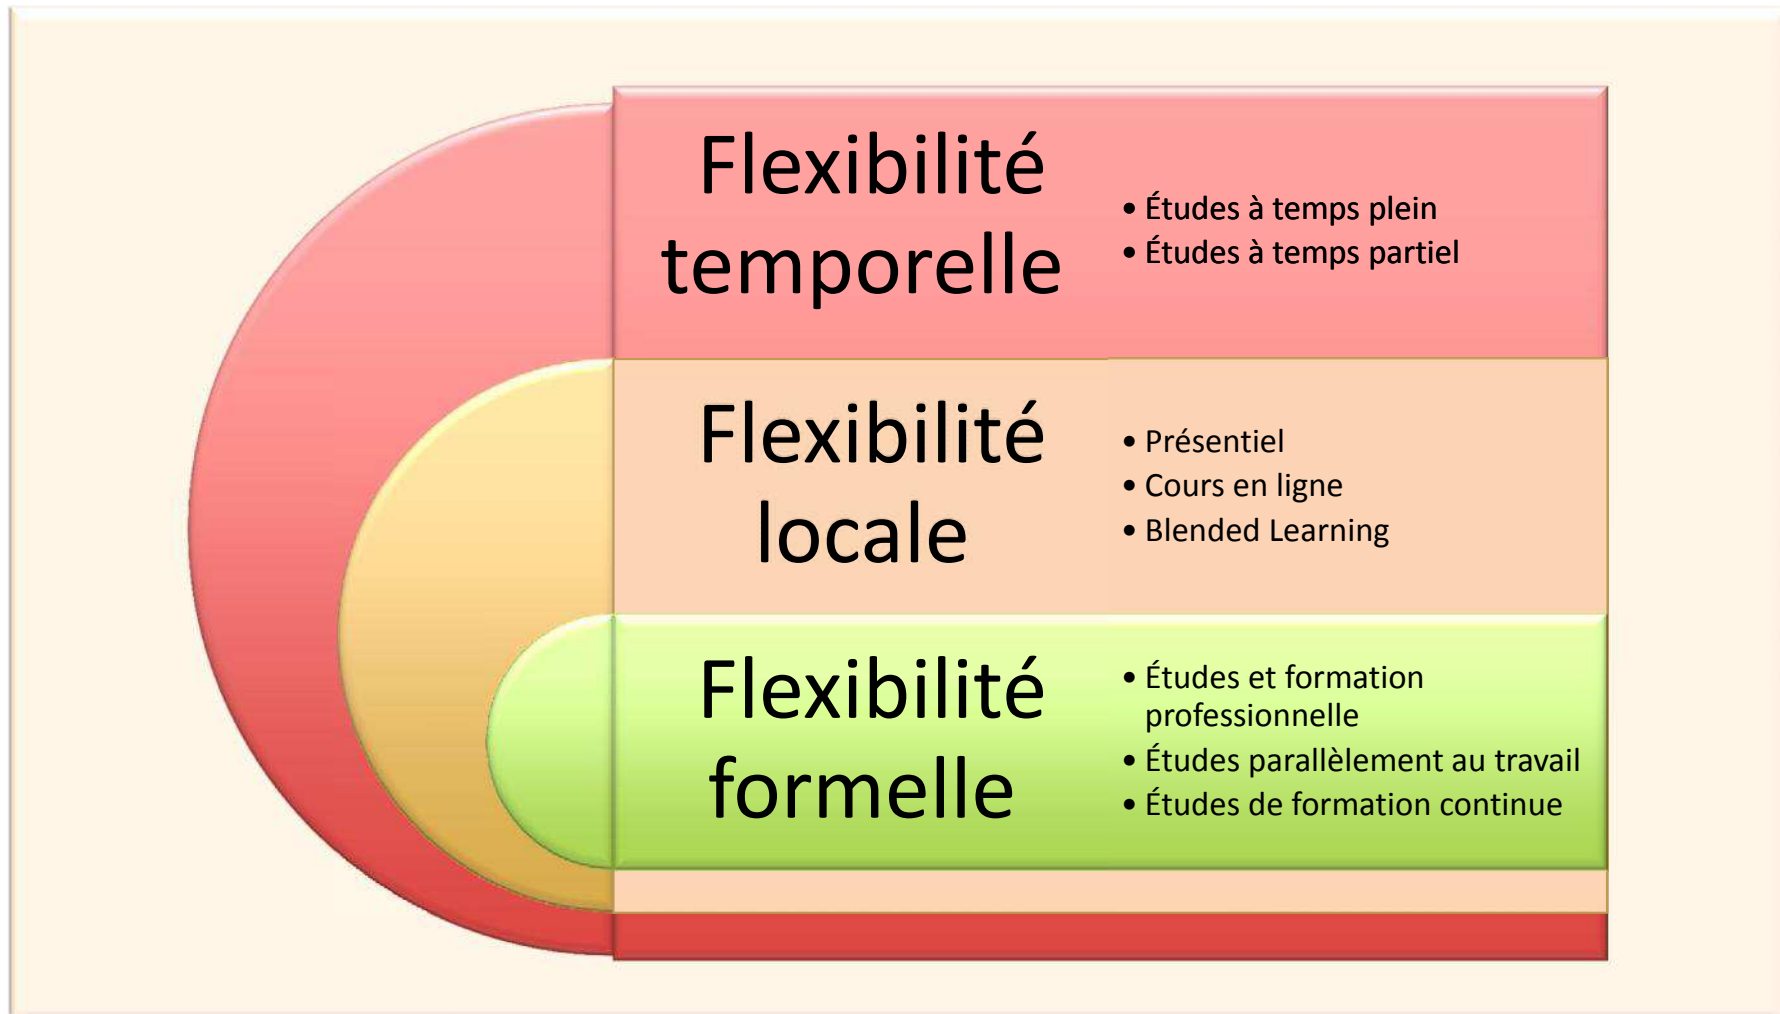 Flexibilité
temporelle
• Études à temps plein
• Études à temps partiel
Flexibilité
locale
• Présentiel
• Cours en ligne
• Blended Learning
Flexibilité
formelle
• Études et formation
professionnelle
• Études parallèlement au travail
• Études de formation continue